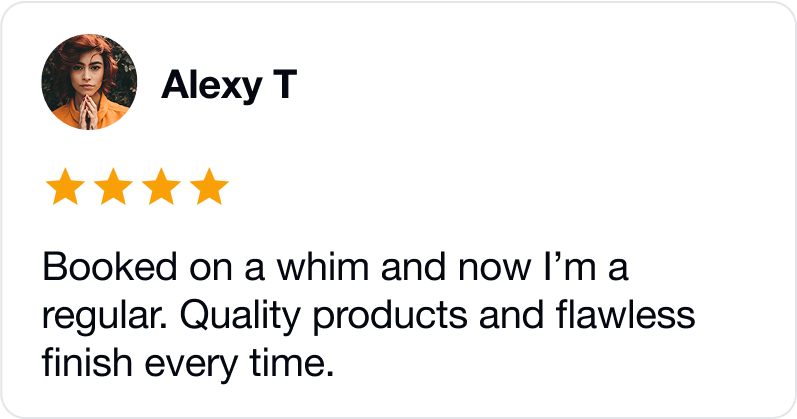 Alexy T
Booked on a whim and now I’m a
regular. Quality products and flawless
finish every time.